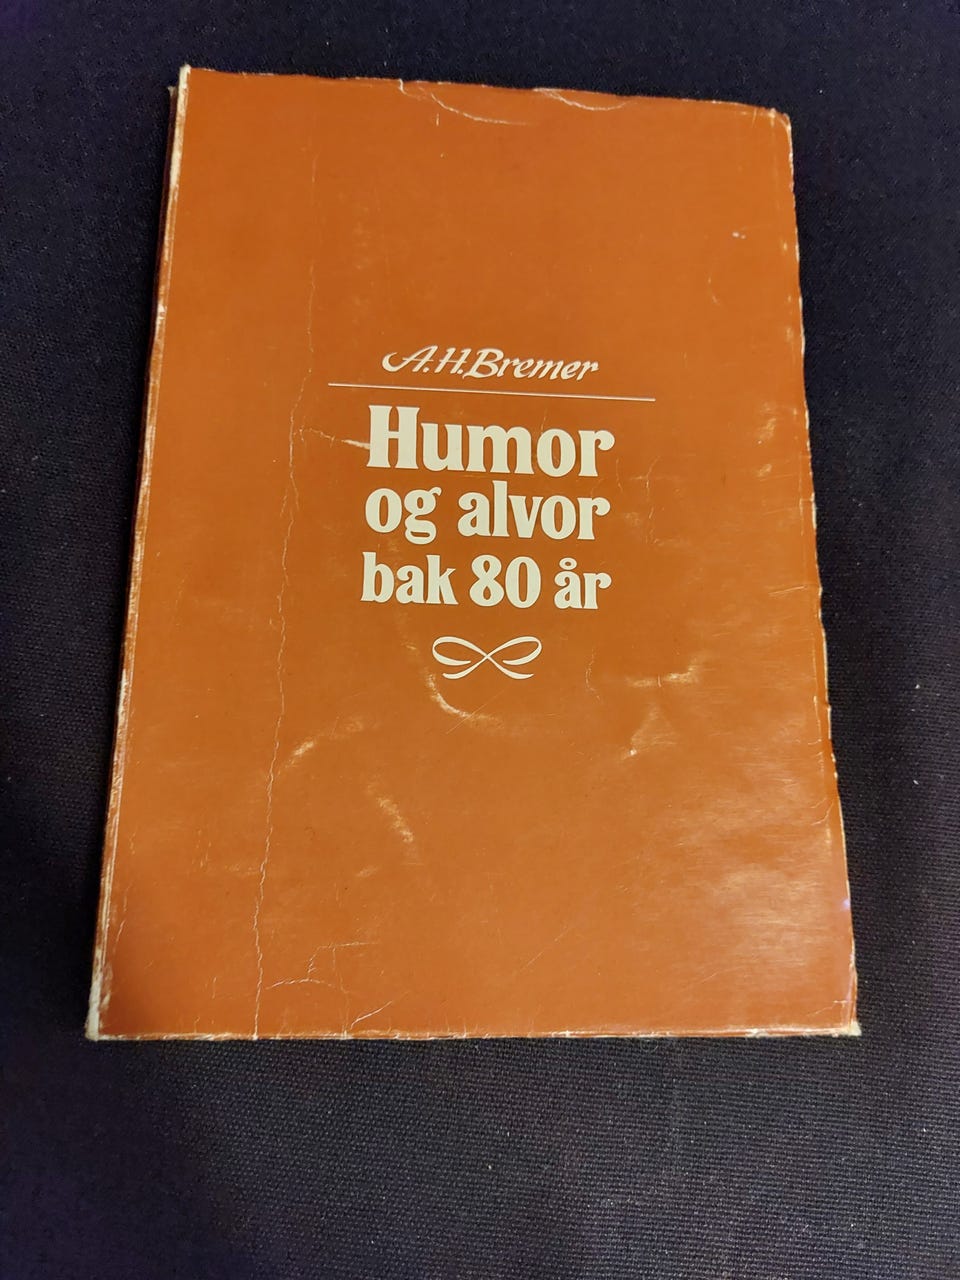 A.H.Bremer
Humor
og alvor
bak 80 år